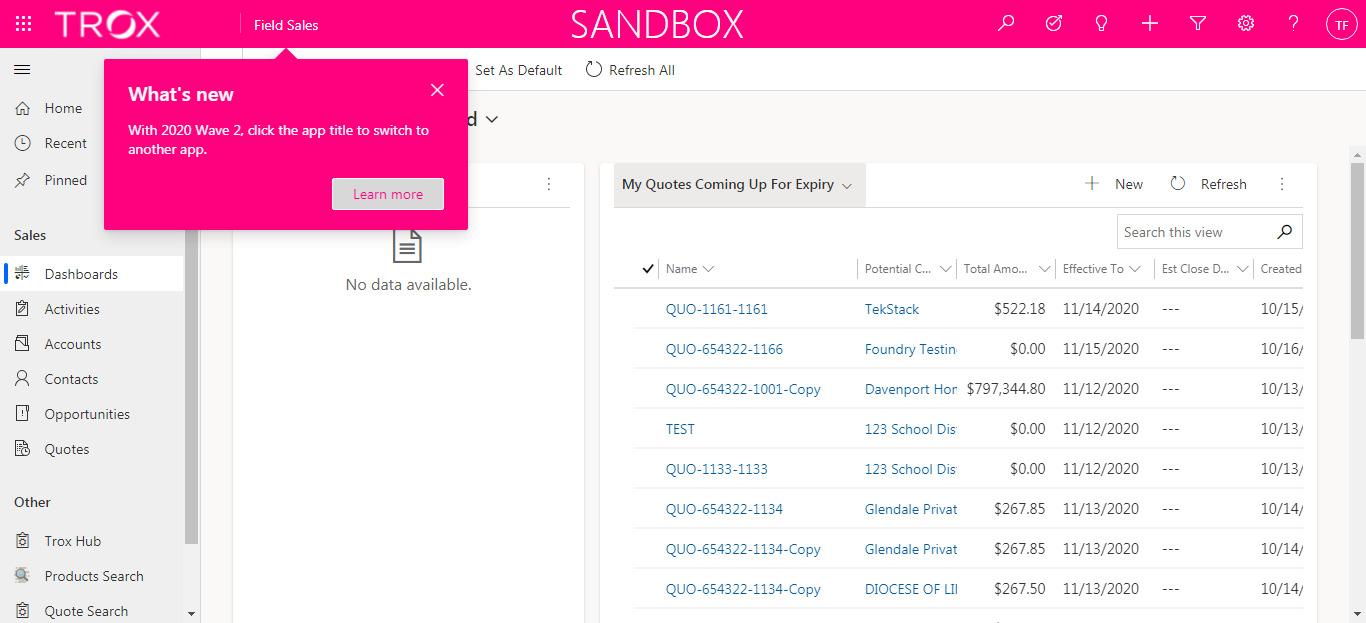 TROX
Field Sales
SANDBOX
TF
Set As Default
Refresh All
What's new
With 2020 Wave 2, click the app title to switch to
another app.
Learn more
d
Home
Recent
Pinned
Sales
Dashboards
Activities
Accounts
Contacts
Opportunities
Quotes
Other
Trox Hub
Products Search
Quote Search
No data available.
My Quotes Coming Up For Expiry
New
Refresh
Search this view
Name Potential C... Total Amo... Effective To Est Close D... Created
QUO-1161-1161 TekStack $522.18 11/14/2020 --- 10/15/
QUO-654322-1166 Foundry Testin $0.00 11/15/2020 --- 10/16/
QUO-654322-1001-Copy Davenport Hor $797,344.80 11/12/2020 --- 10/13/
TEST 123 School Dis $0.00 11/12/2020 --- 10/13/
QUO-1133-1133 123 School Dis $0.00 11/12/2020 --- 10/13/
QUO-654322-1134 Glendale Privat $267.85 11/13/2020 --- 10/14/
QUO-654322-1134-Copy Glendale Privat $267.85 11/13/2020 --- 10/14/
QUO-654322-1134-Copy DIOCESE OF LI $267.50 11/13/2020 --- 10/14/